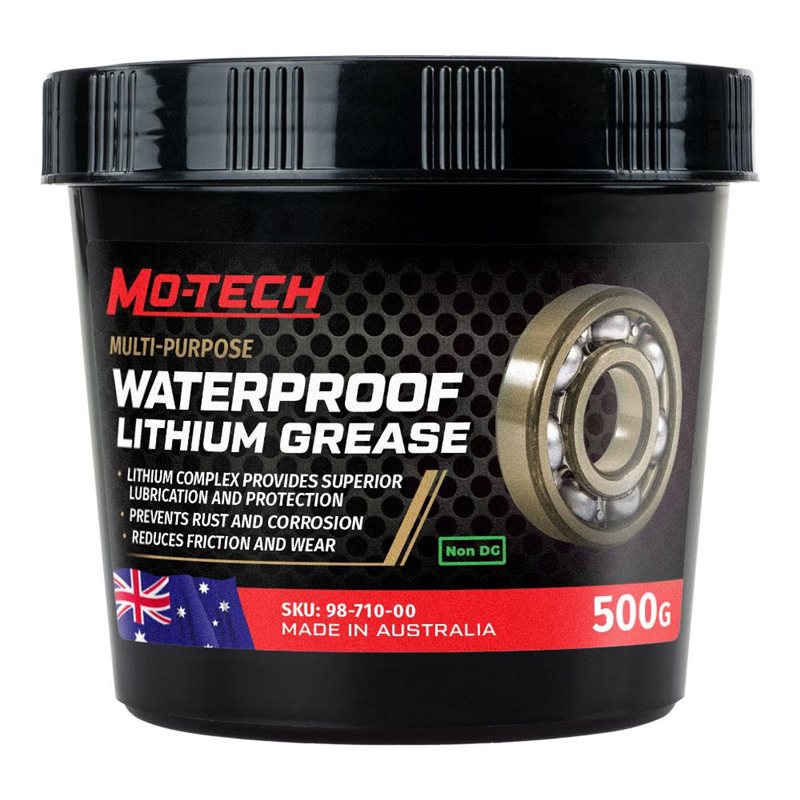 MO-TECH
MULTI-PURPOSE
WATERPROOF
LITHIUM GREASE
• LITHIUM COMPLEX PROVIDES SUPERIOR
LUBRICATION AND PROTECTION
• PREVENTS RUST AND CORROSION
• REDUCES FRICTION AND WEAR
Non DG
SKU: 98-710-00
MADE IN AUSTRALIA
500G